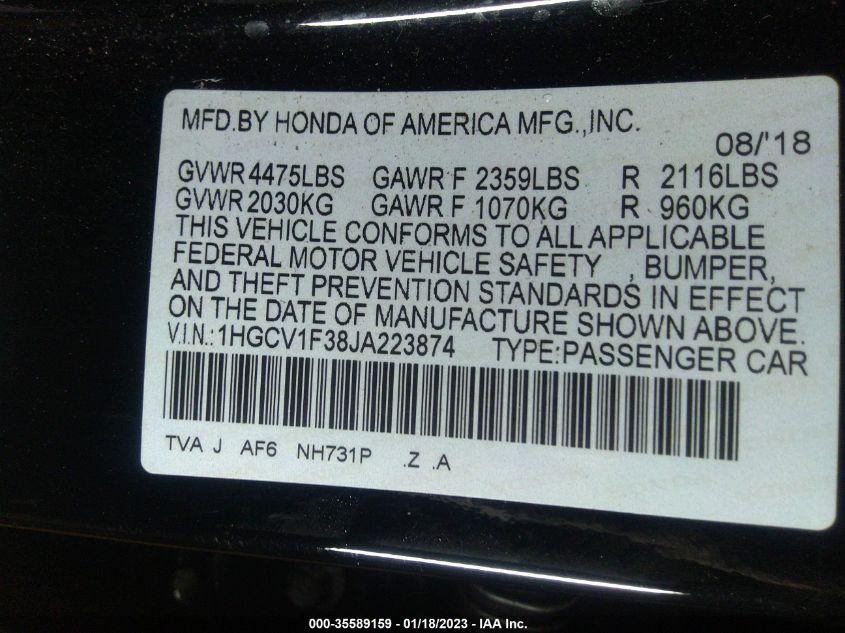 MFD.BY HONDA OF AMERICA MFG.,INC.
08/'18
GVWR 4475LBS GAWR F 2359LBS R 2116LBS
GVWR 2030KG GAWR F 1070KG R 960KG
THIS VEHICLE CONFORMS TO ALL APPLICABLE
FEDERAL MOTOR VEHICLE SAFETY , BUMPER,
AND THEFT PREVENTION STANDARDS IN EFFECT
ON THE DATE OF MANUFACTURE SHOWN ABOVE.
V.I.N.:1HGCV1F38JA223874 TYPE:PASSENGER CAR
TVA J AF6 NH731P .Z .A
000-35589159 — 01/18/2023 — IAA Inc.